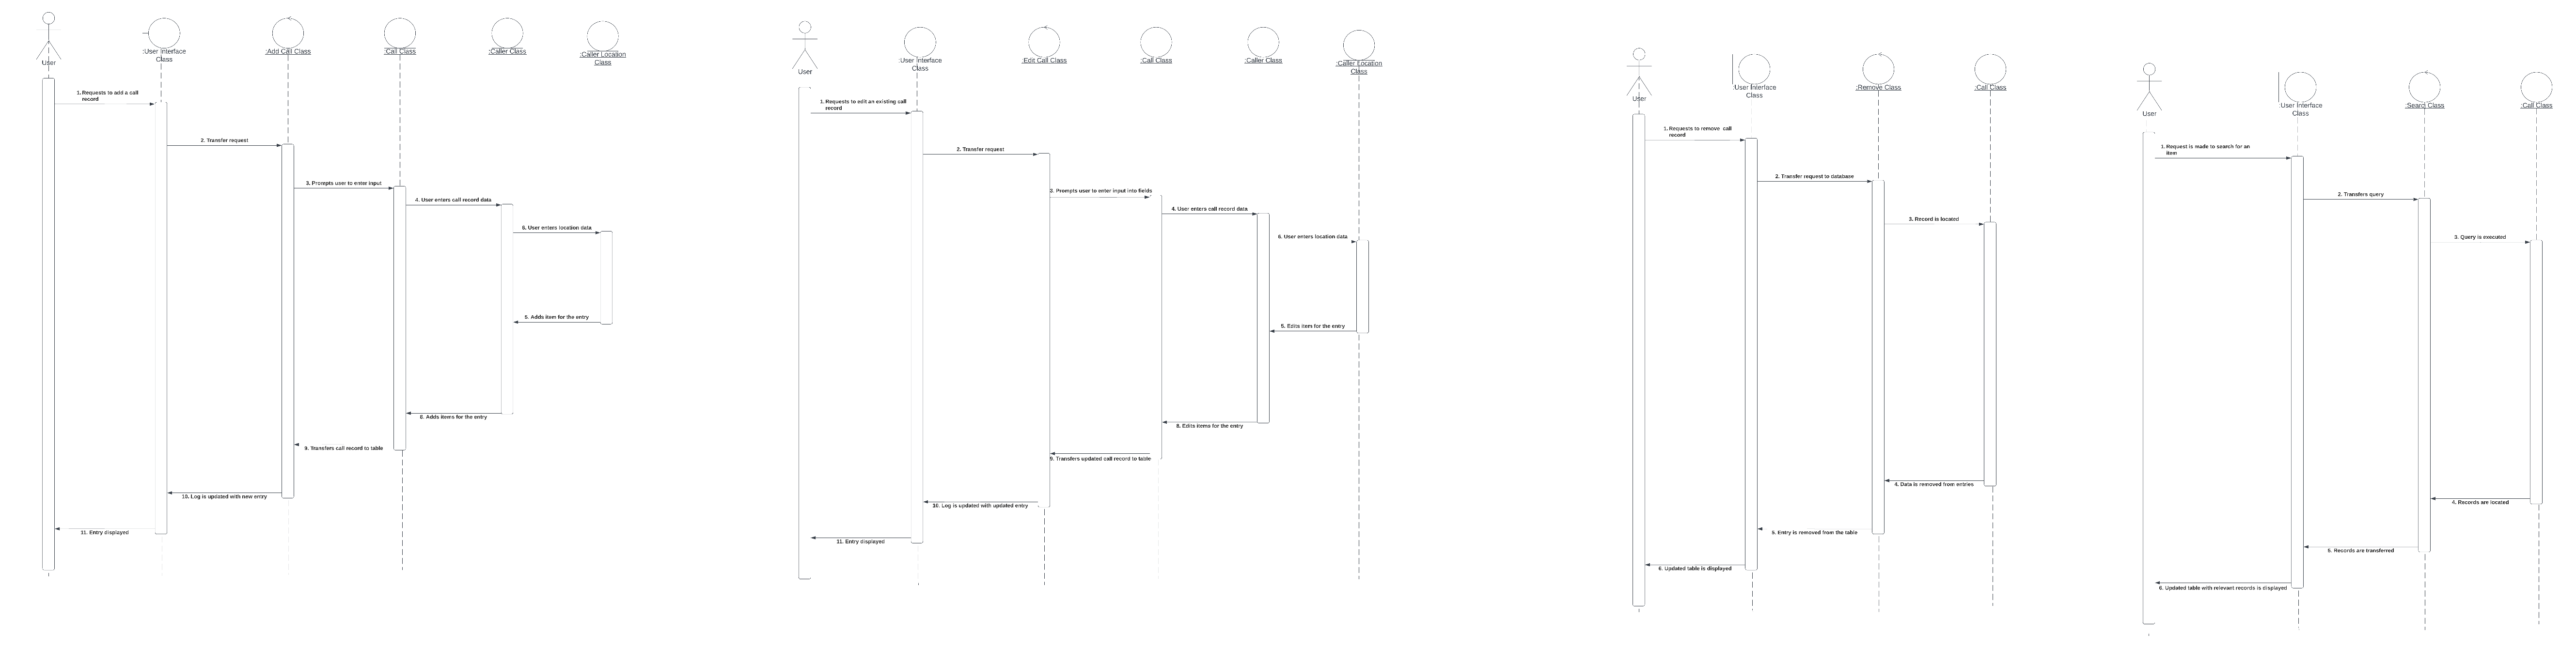 User
:User Interface
Class
:Add Call Class
:Call Class
:Caller Class
:Caller Location
Class
1. Requests to add a call
record
2. Transfer request
3. Prompts user to enter input
4. User enters call record data
6. User enters location data
5. Adds item for the entry
8. Adds items for the entry
9. Transfers call record to table
10. Log is updated with new entry
11. Entry displayed
User
:User Interface
Class
:Edit Call Class
:Call Class
:Caller Class
:Caller Location
Class
1. Requests to edit an existing call
record
2. Transfer request
3. Prompts user to enter input into fields
4. User enters call record data
6. User enters location data
5. Edits item for the entry
8. Edits items for the entry
9. Transfers updated call record to table
10. Log is updated with updated entry
11. Entry displayed
User
:User Interface
Class
:Remove Class
:Call Class
1. Requests to remove call
record
2. Transfer request to database
3. Record is located
4. Data is removed from entries
5. Entry is removed from the table
6. Updated table is displayed
User
:User Interface
Class
:Search Class
:Call Class
1. Request is made to search for an
item
2. Transfers query
3. Query is executed
4. Records are located
5. Records are transferred
6. Updated table with relevant records is displayed